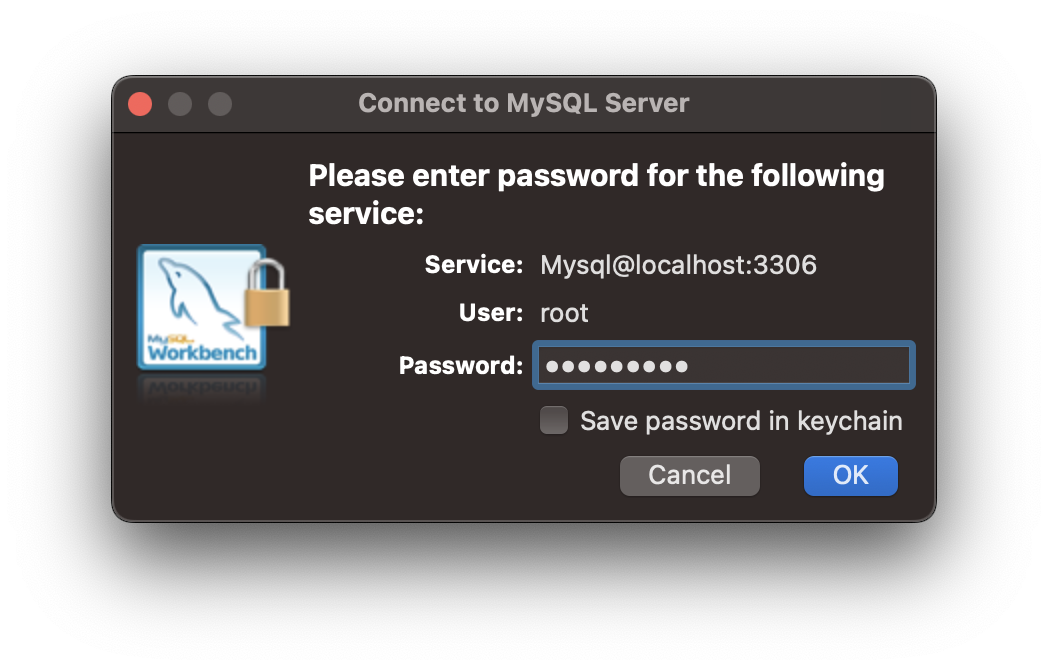 Connect to MySQL Server
Please enter password for the following
service:
Service: Mysql@localhost:3306
User: root
Password: •••••••••
Save password in keychain
Cancel OK
MySQL
Workbench